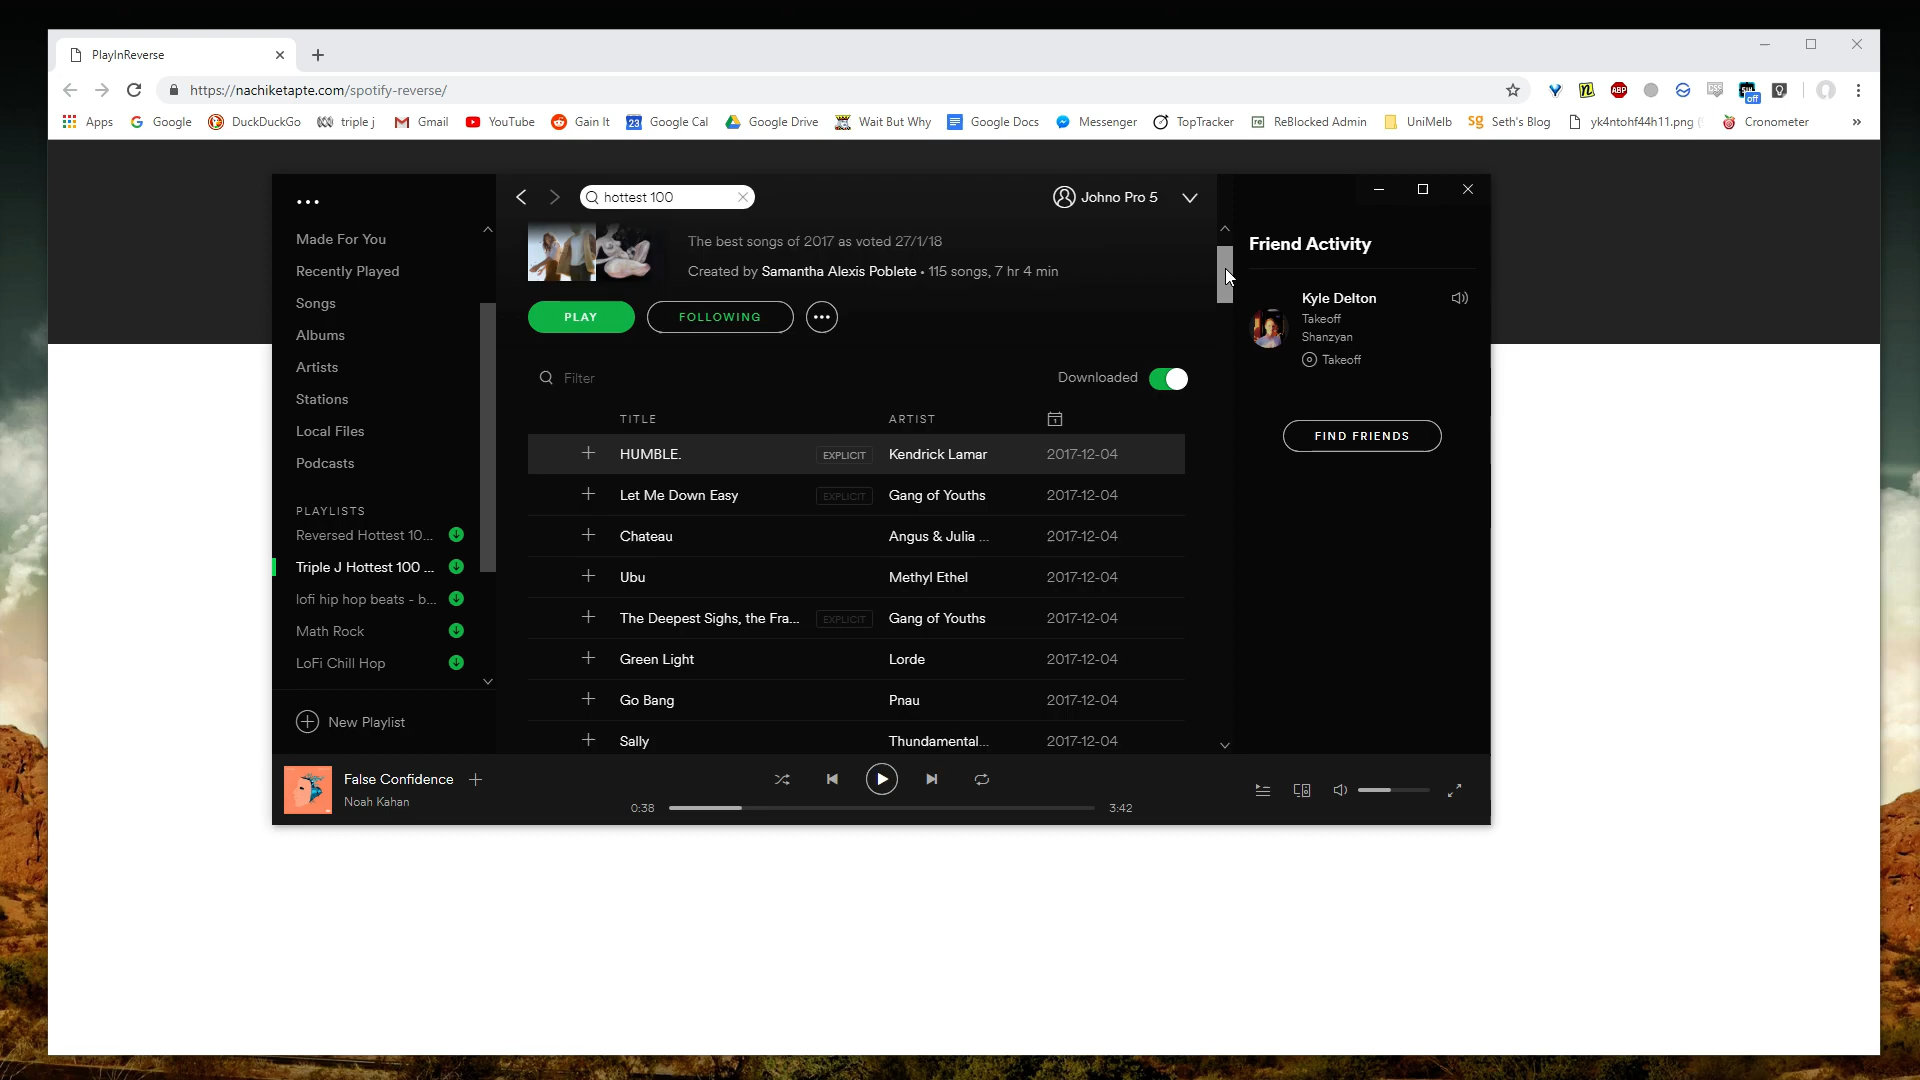 PlayInReverse
https://nachiketapte.com/spotify-reverse/
Apps Google DuckDuckGo triple j Gmail YouTube Gain It Google Cal Google Drive Wait But Why Google Docs Messenger TopTracker ReBlocked Admin UniMelb Seth's Blog yk4ntohf44h11.png Cronometer »
hottest 100
Johno Pro 5
Made For You
Recently Played
Songs
Albums
Artists
Stations
Local Files
Podcasts
PLAYLISTS
Reversed Hottest 10...
Triple J Hottest 100 ...
lofi hip hop beats - b...
Math Rock
LoFi Chill Hop
New Playlist
The best songs of 2017 as voted 27/1/18
Created by Samantha Alexis Poblete • 115 songs, 7 hr 4 min
PLAY FOLLOWING
Filter Downloaded
TITLE ARTIST
HUMBLE. EXPLICIT Kendrick Lamar 2017-12-04
Let Me Down Easy EXPLICIT Gang of Youths 2017-12-04
Chateau Angus & Julia ... 2017-12-04
Ubu Methyl Ethel 2017-12-04
The Deepest Sighs, the Fra... EXPLICIT Gang of Youths 2017-12-04
Green Light Lorde 2017-12-04
Go Bang Pnau 2017-12-04
Sally Thundamental... 2017-12-04
Friend Activity
Kyle Delton
Takeoff
Shanzyan
Takeoff
FIND FRIENDS
False Confidence
Noah Kahan
0:38 3:42